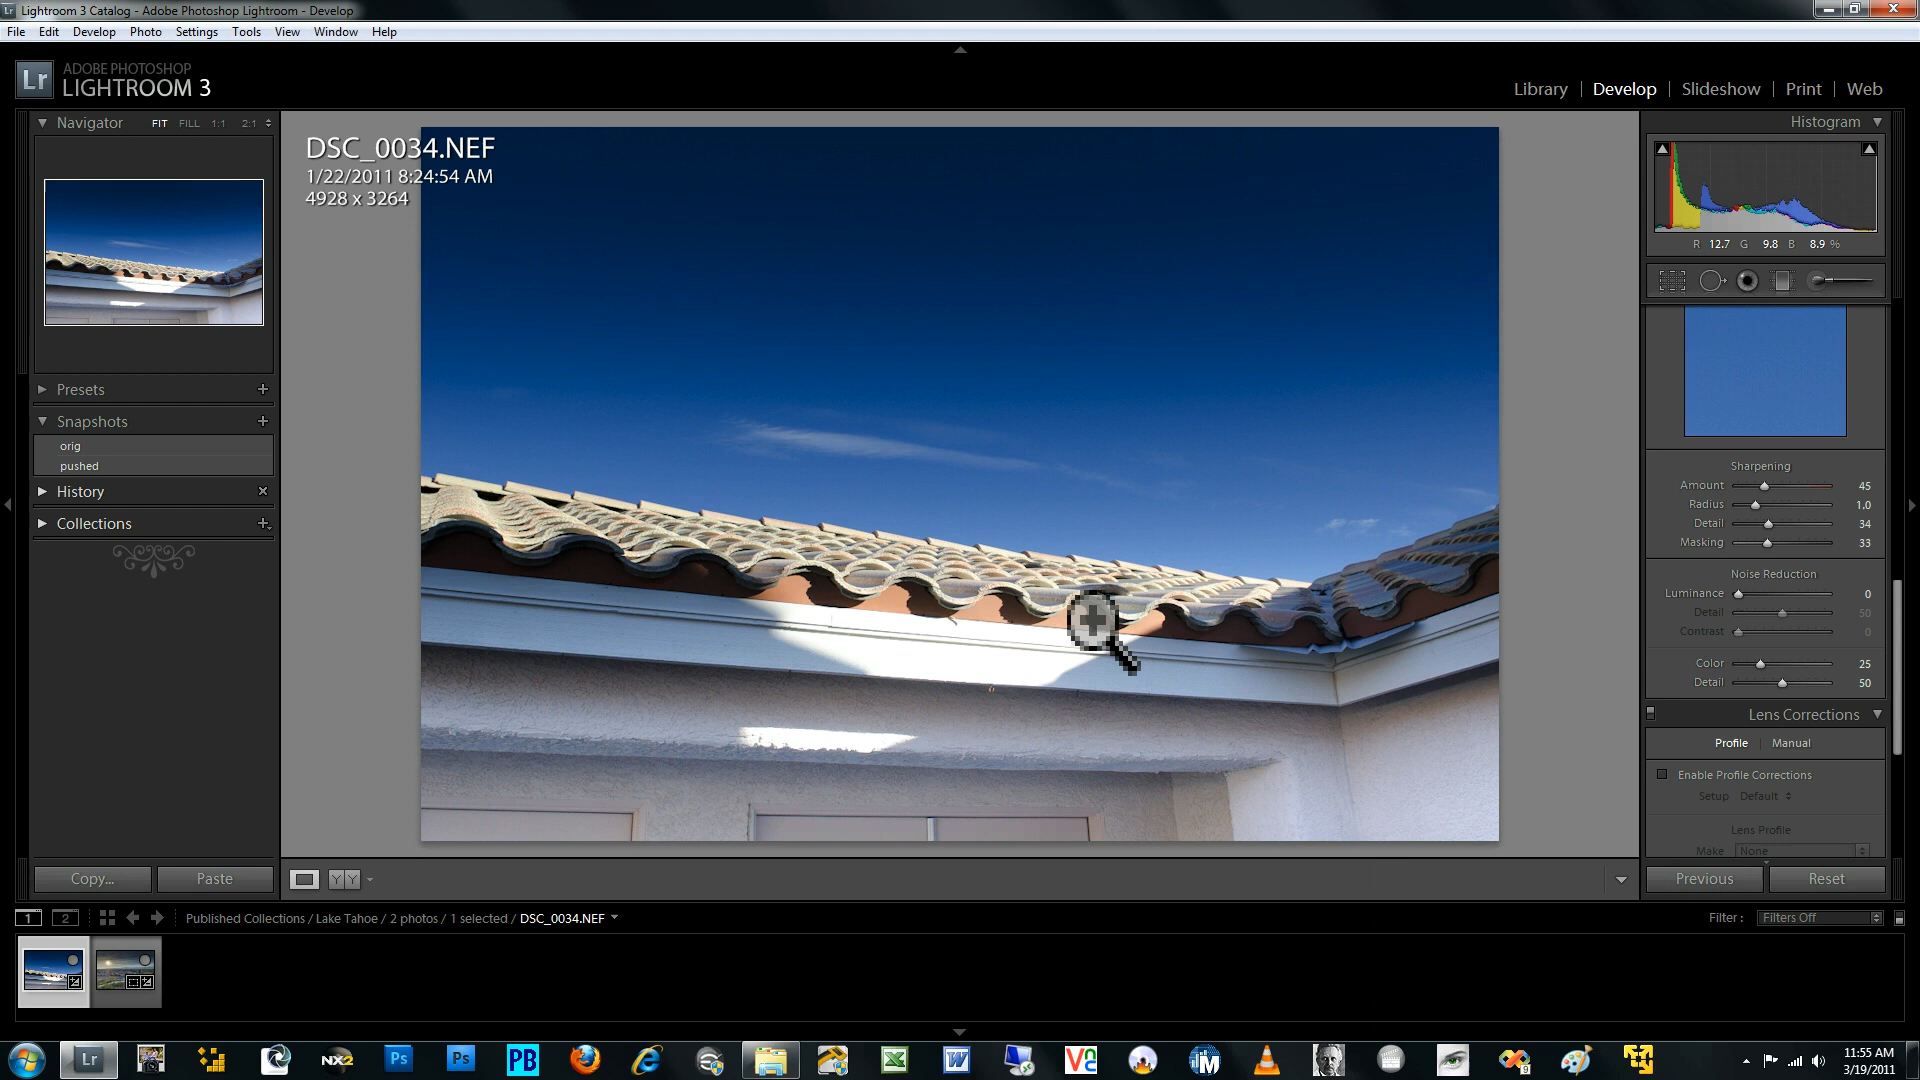 Lightroom 3 Catalog - Adobe Photoshop Lightroom - Develop
File Edit Develop Photo Settings Tools View Window Help
Lr ADOBE PHOTOSHOP
LIGHTROOM 3
Library | Develop | Slideshow | Print | Web
Navigator FIT FILL 1:1 2:1
Presets
Snapshots
orig
pushed
History
Collections
Copy... Paste
DSC_0034.NEF
1/22/2011 8:24:54 AM
4928 x 3264
Histogram
R 12.7 G 9.8 B 8.9 %
Sharpening
Amount 45
Radius 1.0
Detail 34
Masking 33
Noise Reduction
Luminance 0
Detail 50
Contrast 0
Color 25
Detail 50
Lens Corrections
Profile | Manual
Enable Profile Corrections
Setup Default
Lens Profile
Make None
Previous Reset
YY
1 2 Published Collections / Lake Tahoe / 2 photos / 1 selected / DSC_0034.NEF
Filter : Filters Off
Lr NX2 Ps Ps PB W V2 M 9
11:55 AM
3/19/2011